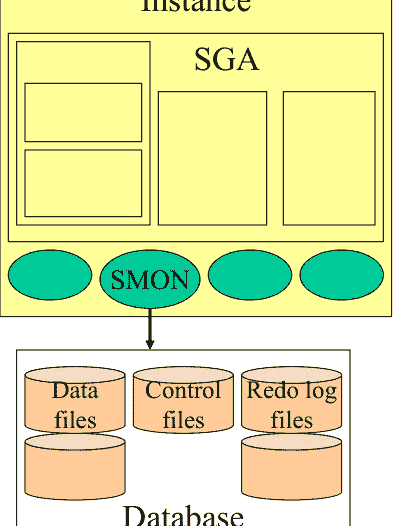 Instance
SGA
SMON
Data
files
Control
files
Redo log
files
Database